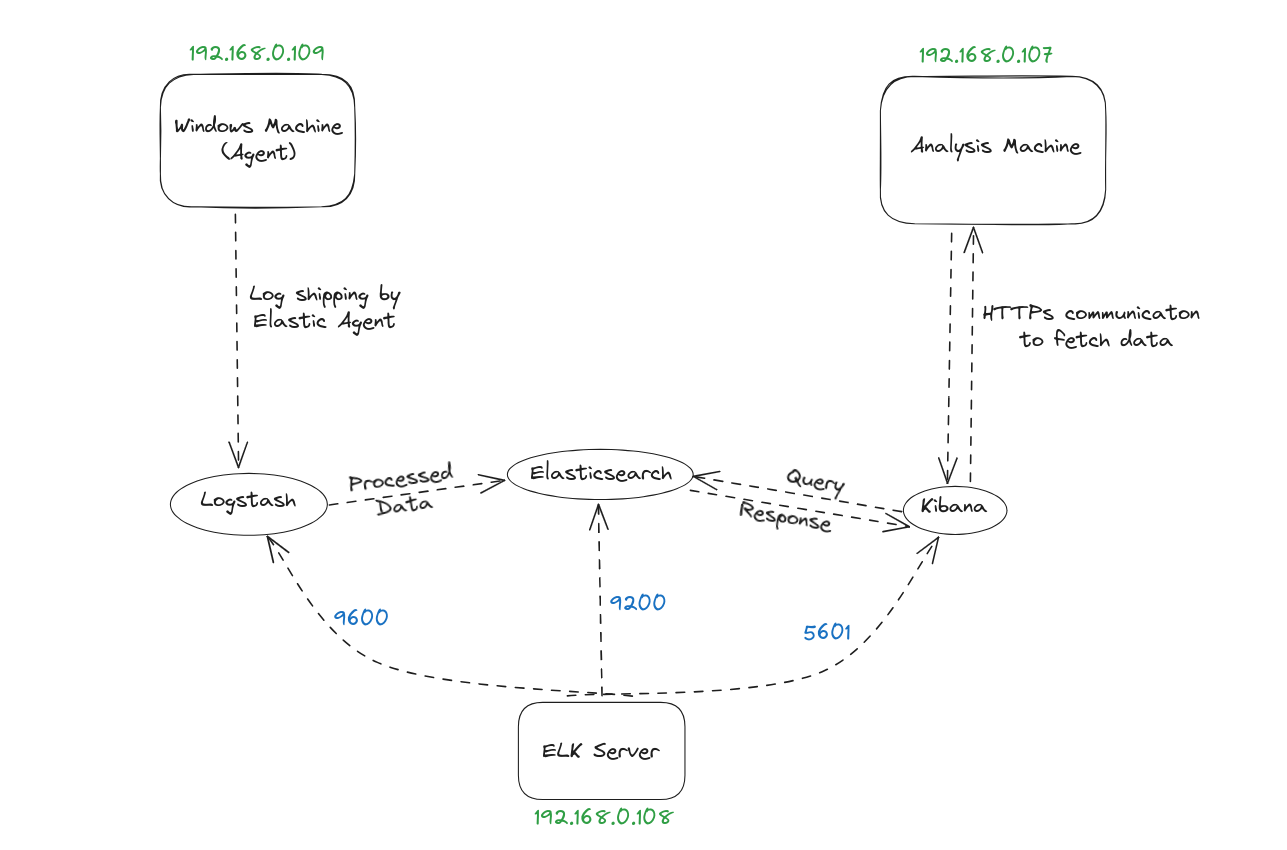 192.168.0.109
Windows Machine
(Agent)
192.168.0.107
Analysis Machine
Log shipping by
Elastic Agent
HTTPs communicaton
to fetch data
Logstash
Processed
Data
Elasticsearch
Query
Response
Kibana
9600
9200
5601
ELK Server
192.168.0.108